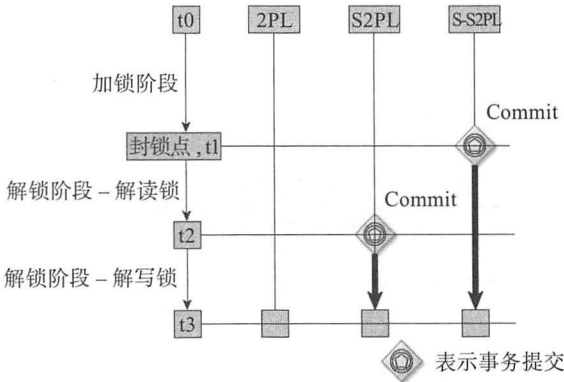 t0 2PL S2PL S-S2PL
加锁阶段
Commit
封锁点,t1
解锁阶段–解读锁
Commit
t2
解锁阶段–解写锁
t3
表示事务提交